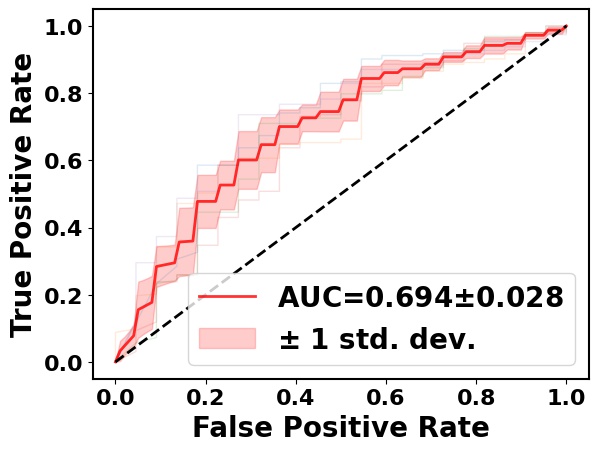 1.0
0.8
0.6
0.4
0.2
0.0
True Positive Rate
AUC=0.694±0.028
± 1 std. dev.
0.0 0.2 0.4 0.6 0.8 1.0
False Positive Rate